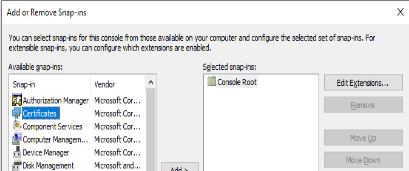 Add or Remove Snap-ins
You can select snap-ins for this console from those available on your computer and configure the selected set of snap-ins. For
extensible snap-ins, you can configure which extensions are enabled.
Available snap-ins:
Selected snap-ins:
Snap-in Vendor
Console Root
Edit Extensions...
Authorization Manager Microsoft Cor...
Remove
Certificates Microsoft Cor...
Component Services Microsoft Cor...
Computer Managem... Microsoft Cor...
Move Up
Device Manager Microsoft Cor...
Move Down
Disk Management Microsoft and...
Add >